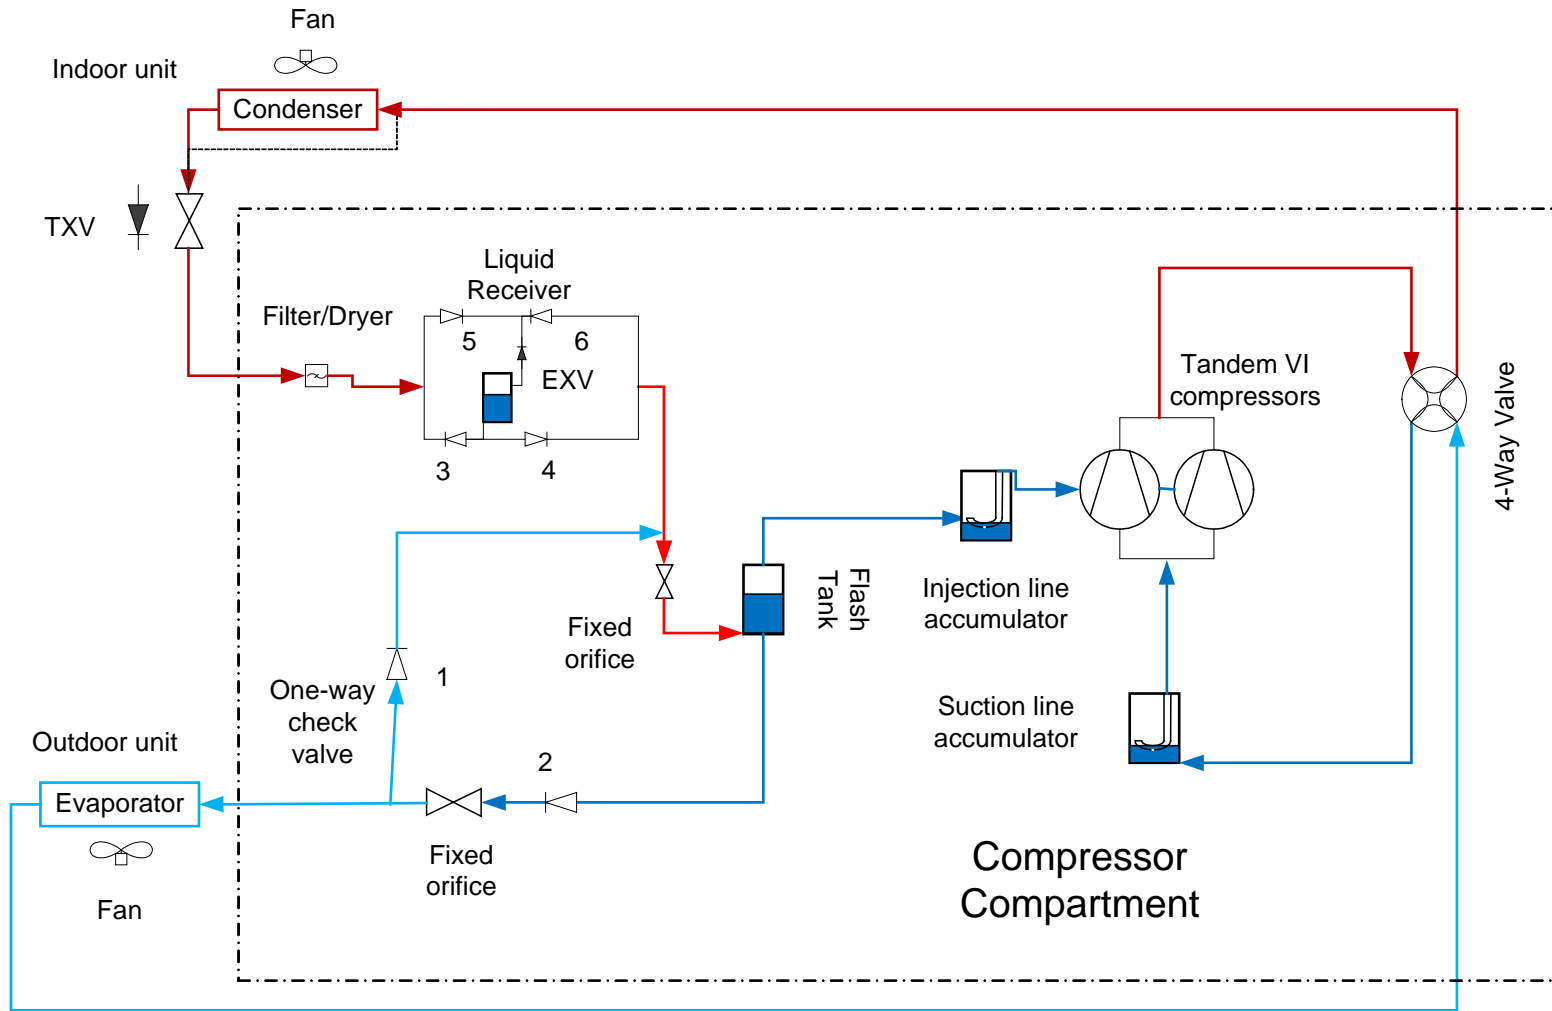 Fan
Indoor unit
Condenser
TXV
Liquid
Receiver
Filter/Dryer
5
6
EXV
3
4
Tandem VI
compressors
4-Way Valve
Flash
Tank
Injection line
accumulator
Fixed
orifice
1
One-way
check
valve
Suction line
accumulator
Outdoor unit
2
Evaporator
Fixed
orifice
Fan
Compressor
Compartment